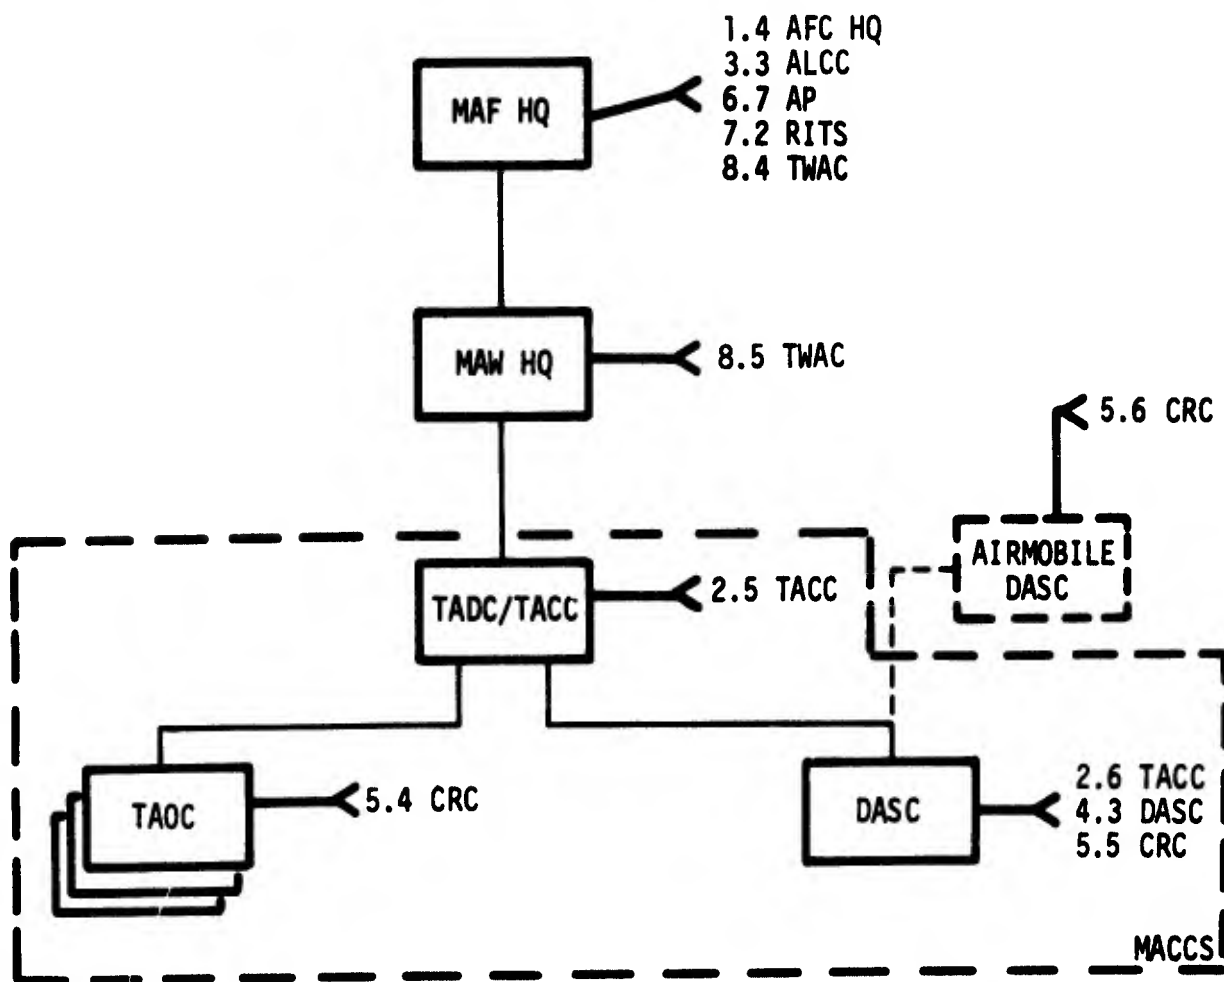 1.4 AFC HQ
3.3 ALCC
6.7 AP
7.2 RITS
8.4 TWAC
MAF HQ
MAW HQ
8.5 TWAC
5.6 CRC
AIRMOBILE
DASC
TADC/TACC
2.5 TACC
TAOC
5.4 CRC
DASC
2.6 TACC
4.3 DASC
5.5 CRC
MACCS